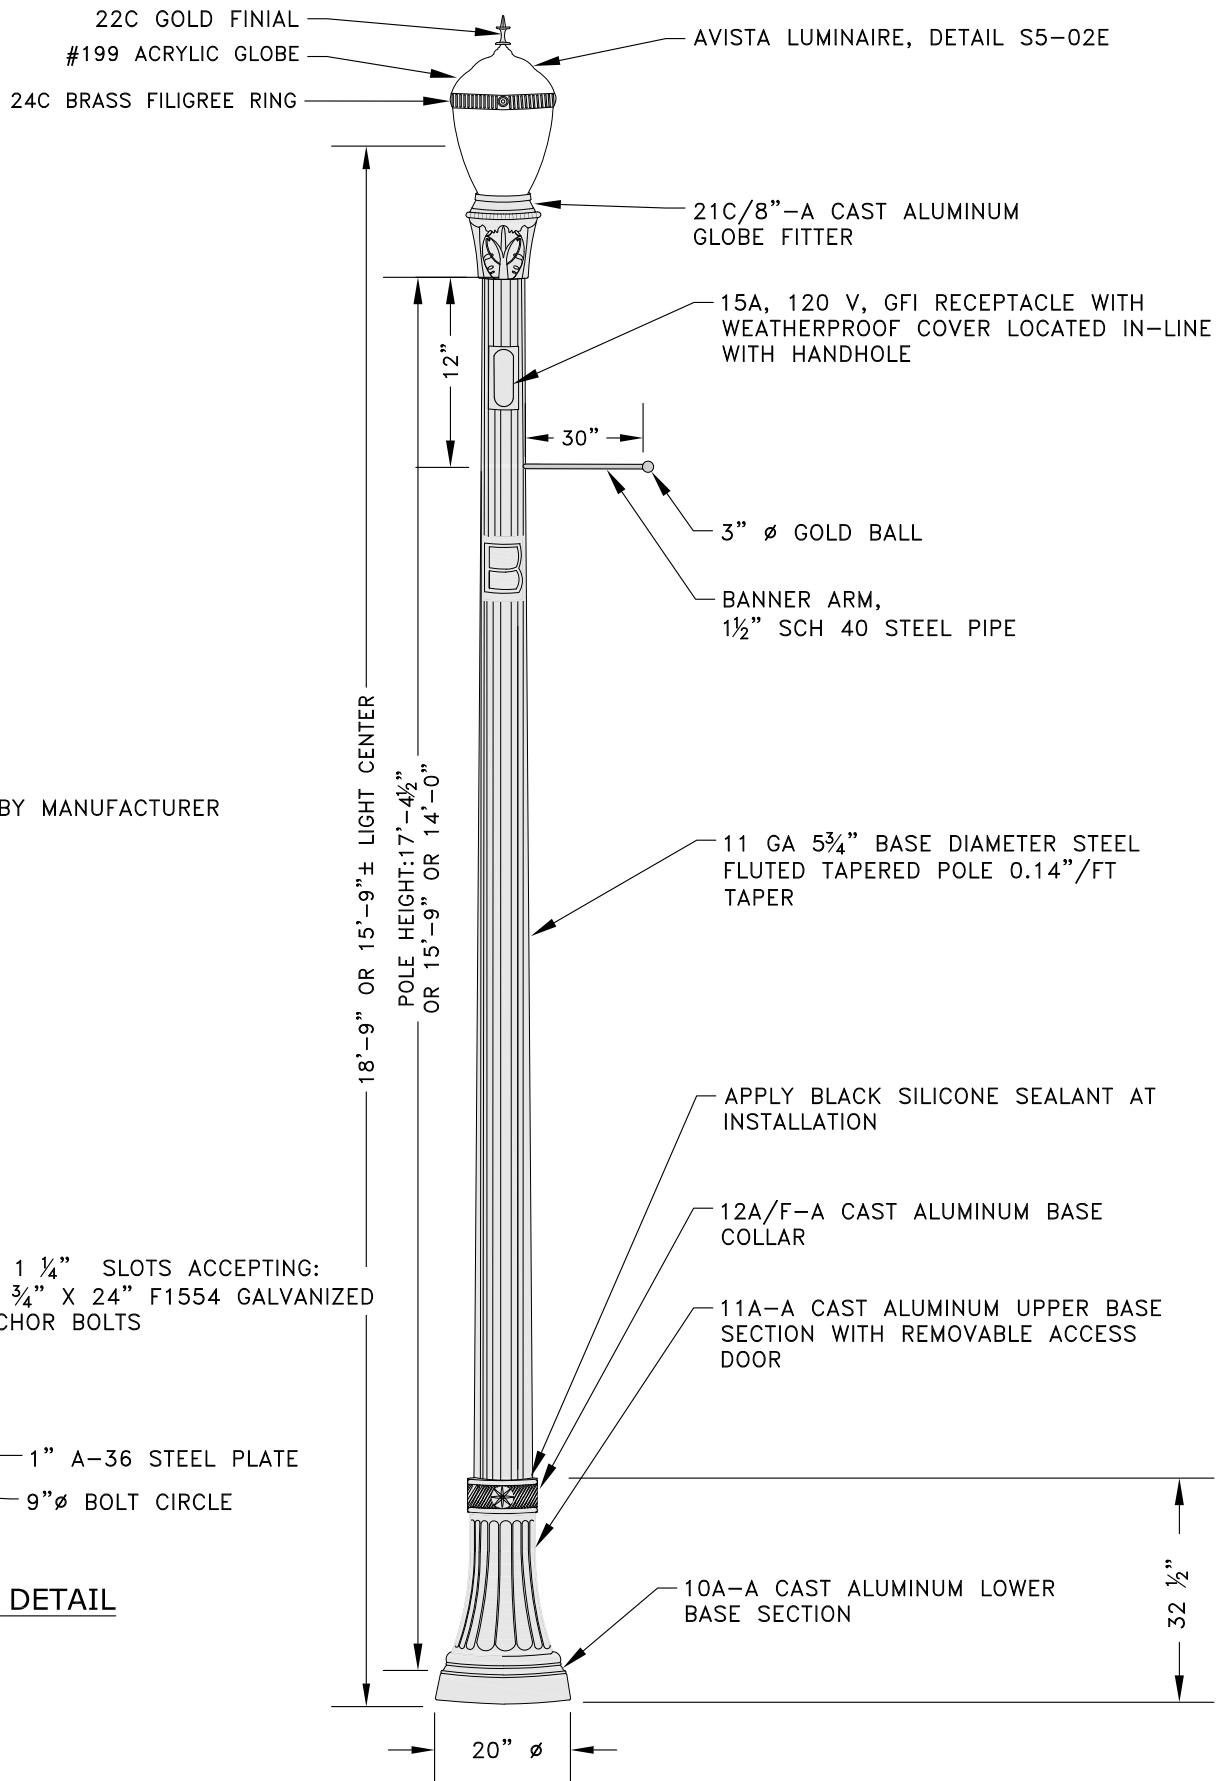 22C GOLD FINIAL
#199 ACRYLIC GLOBE
24C BRASS FILIGREE RING
AVISTA LUMINAIRE, DETAIL S5-02E
21C/8"-A CAST ALUMINUM
GLOBE FITTER
15A, 120 V, GFI RECEPTACLE WITH
WEATHERPROOF COVER LOCATED IN-LINE
WITH HANDHOLE
12"
30"
3" ø GOLD BALL
B
BANNER ARM,
1½" SCH 40 STEEL PIPE
18'-9" OR 15'-9"± LIGHT CENTER
POLE HEIGHT:17'-4½"
OR 15'-9" OR 14'-0"
BY MANUFACTURER
11 GA 5¾" BASE DIAMETER STEEL
FLUTED TAPERED POLE 0.14"/FT
TAPER
APPLY BLACK SILICONE SEALANT AT
INSTALLATION
12A/F-A CAST ALUMINUM BASE
COLLAR
1 ¼" SLOTS ACCEPTING:
¾" X 24" F1554 GALVANIZED
CHOR BOLTS
11A-A CAST ALUMINUM UPPER BASE
SECTION WITH REMOVABLE ACCESS
DOOR
1" A-36 STEEL PLATE
9"ø BOLT CIRCLE
DETAIL
10A-A CAST ALUMINUM LOWER
BASE SECTION
32 ½"
20" ø